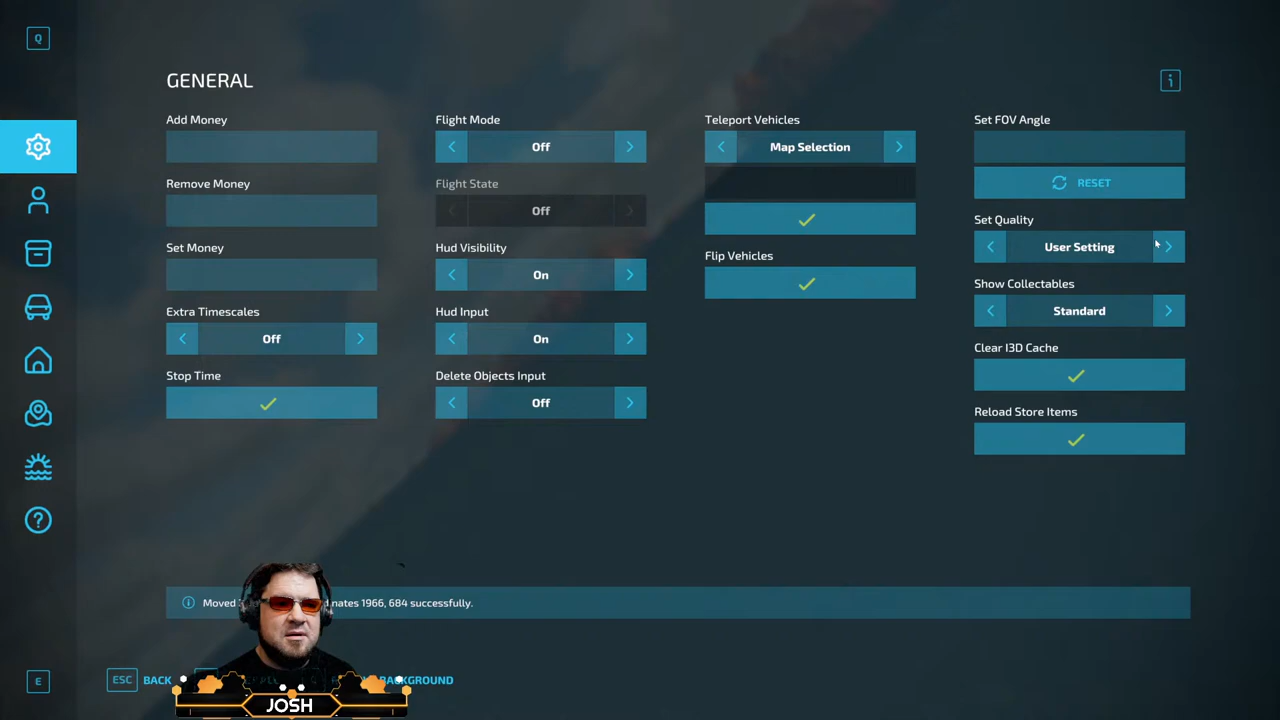 Q
GENERAL
i
Add Money
Flight Mode
Teleport Vehicles
Set FOV Angle
Off
Map Selection
Remove Money
Flight State
RESET
Off
Set Money
Hud Visibility
Set Quality
On
User Setting
Extra Timescales
Hud Input
Flip Vehicles
Show Collectables
Off
On
Standard
Stop Time
Delete Objects Input
Clear I3D Cache
Off
Reload Store Items
Moved nates 1966, 684 successfully.
E
ESC BACK BACKGROUND
JOSH